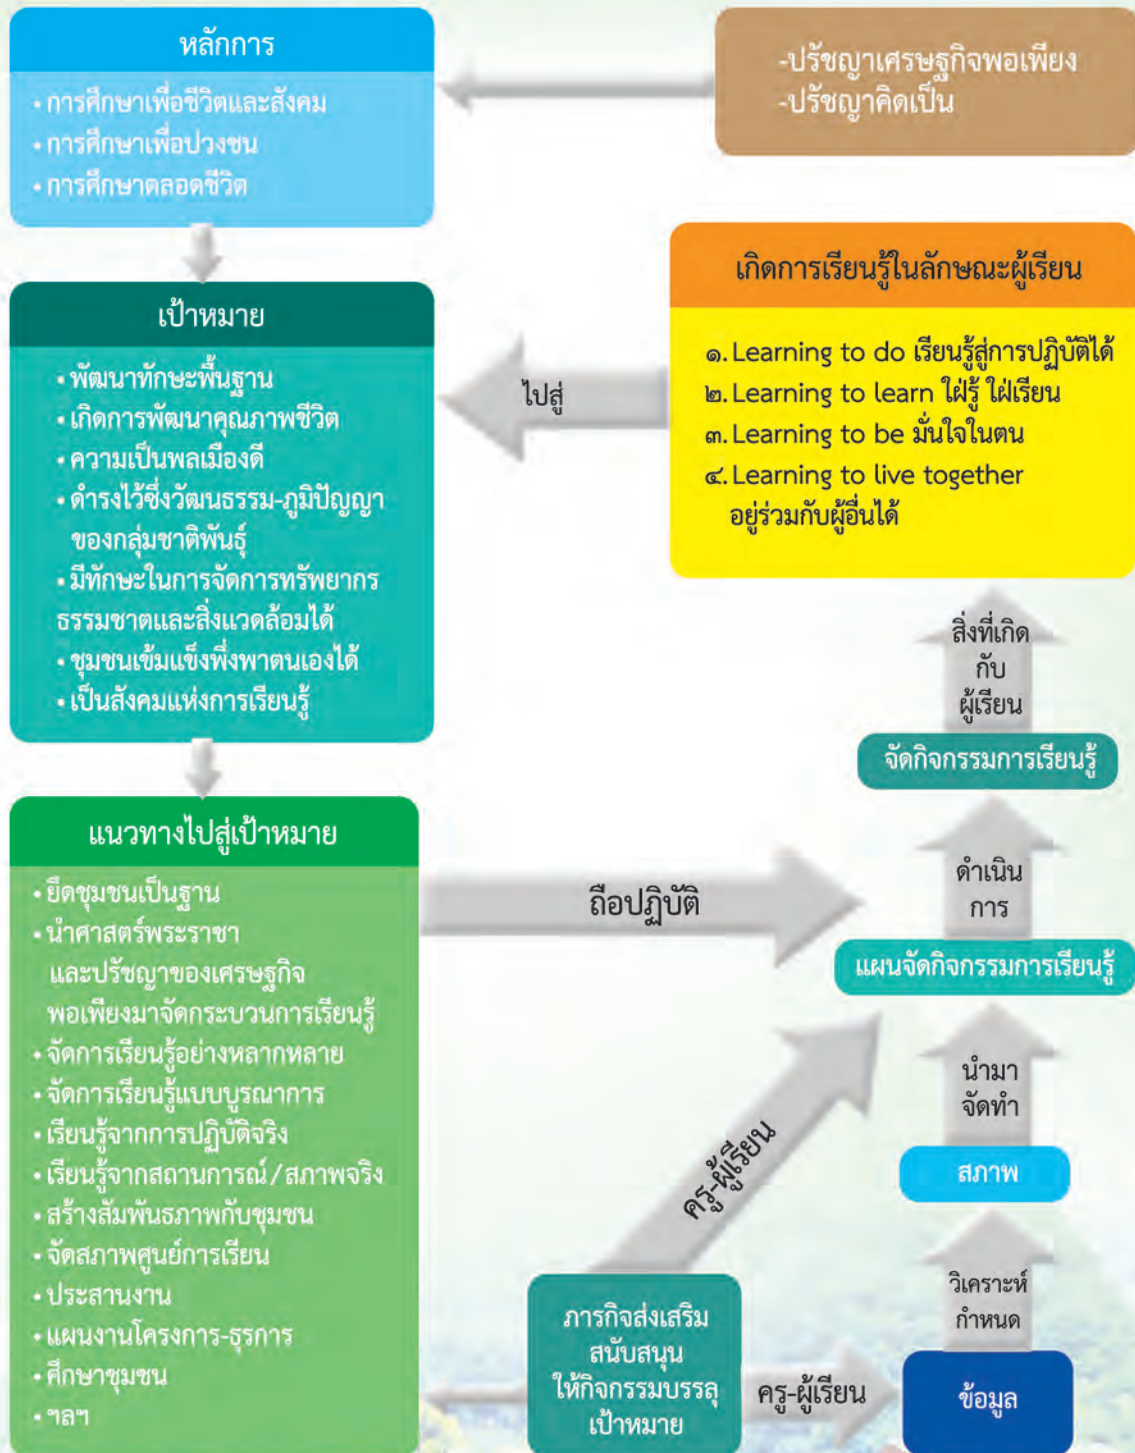 หลักการ
• การศึกษาเพื่อชีวิตและสังคม
• การศึกษาเพื่อปวงชน
• การศึกษาตลอดชีวิต
-ปรัชญาเศรษฐกิจพอเพียง
-ปรัชญาคิดเป็น
เป้าหมาย
• พัฒนาทักษะพื้นฐาน
• เกิดการพัฒนาคุณภาพชีวิต
• ความเป็นพลเมืองดี
• ดำรงไว้ซึ่งวัฒนธรรม-ภูมิปัญญา
ของกลุ่มชาติพันธุ์
• มีทักษะในการจัดการทรัพยากร
ธรรมชาตและสิ่งแวดล้อมได้
• ชุมชนเข้มแข็งพึ่งพาตนเองได้
• เป็นสังคมแห่งการเรียนรู้
ไปสู่
เกิดการเรียนรู้ในลักษณะผู้เรียน
๑. Learning to do เรียนรู้สู่การปฏิบัติได้
๒. Learning to learn ใฝ่รู้ ใฝ่เรียน
๓. Learning to be มั่นใจในตน
๔. Learning to live together
อยู่ร่วมกับผู้อื่นได้
สิ่งที่เกิด
กับ
ผู้เรียน
จัดกิจกรรมการเรียนรู้
ดำเนิน
การ
แผนจัดกิจกรรมการเรียนรู้
นำมา
จัดทำ
สภาพ
วิเคราะห์
กำหนด
ข้อมูล
แนวทางไปสู่เป้าหมาย
• ยึดชุมชนเป็นฐาน
• นำศาสตร์พระราชา
และปรัชญาของเศรษฐกิจ
พอเพียงมาจัดกระบวนการเรียนรู้
• จัดการเรียนรู้อย่างหลากหลาย
• จัดการเรียนรู้แบบบูรณาการ
• เรียนรู้จากการปฏิบัติจริง
• เรียนรู้จากสถานการณ์/สภาพจริง
• สร้างสัมพันธภาพกับชุมชน
• จัดสภาพศูนย์การเรียน
• ประสานงาน
• แผนงานโครงการ-ธุรการ
• ศึกษาชุมชน
• ฯลฯ
ถือปฏิบัติ
ครู-ผู้เรียน
ภารกิจส่งเสริม
สนับสนุน
ให้กิจกรรมบรรลุ
เป้าหมาย
ครู-ผู้เรียน